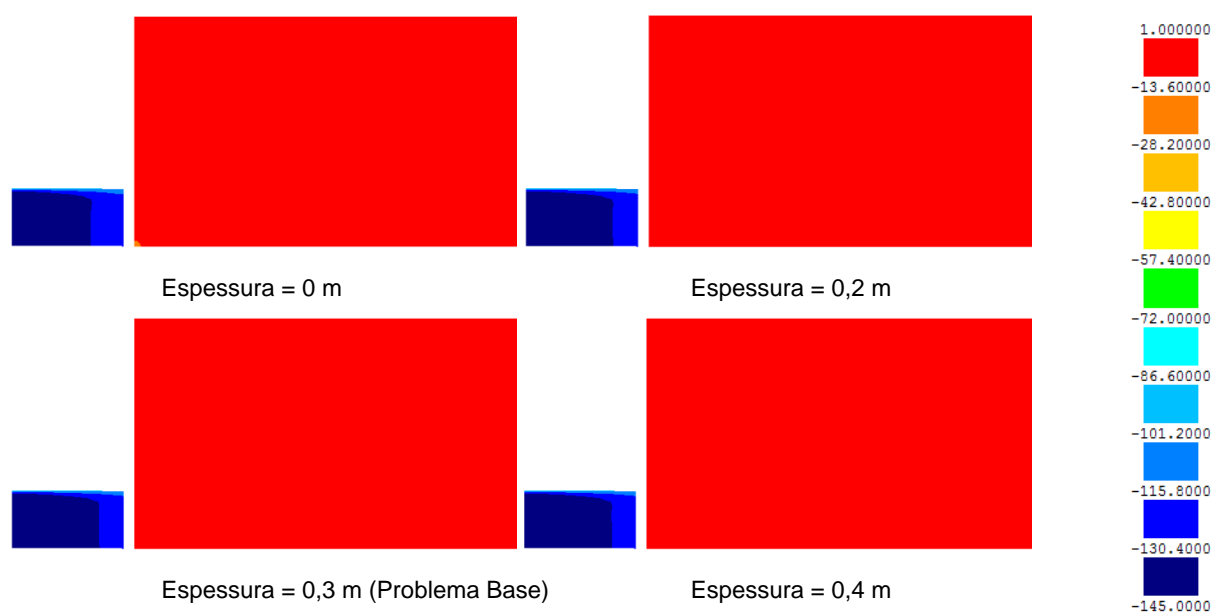 Espessura = 0 m
Espessura = 0,2 m
Espessura = 0,3 m (Problema Base)
Espessura = 0,4 m
1.000000
-13.60000
-28.20000
-42.80000
-57.40000
-72.00000
-86.60000
-101.2000
-115.8000
-130.4000
-145.0000